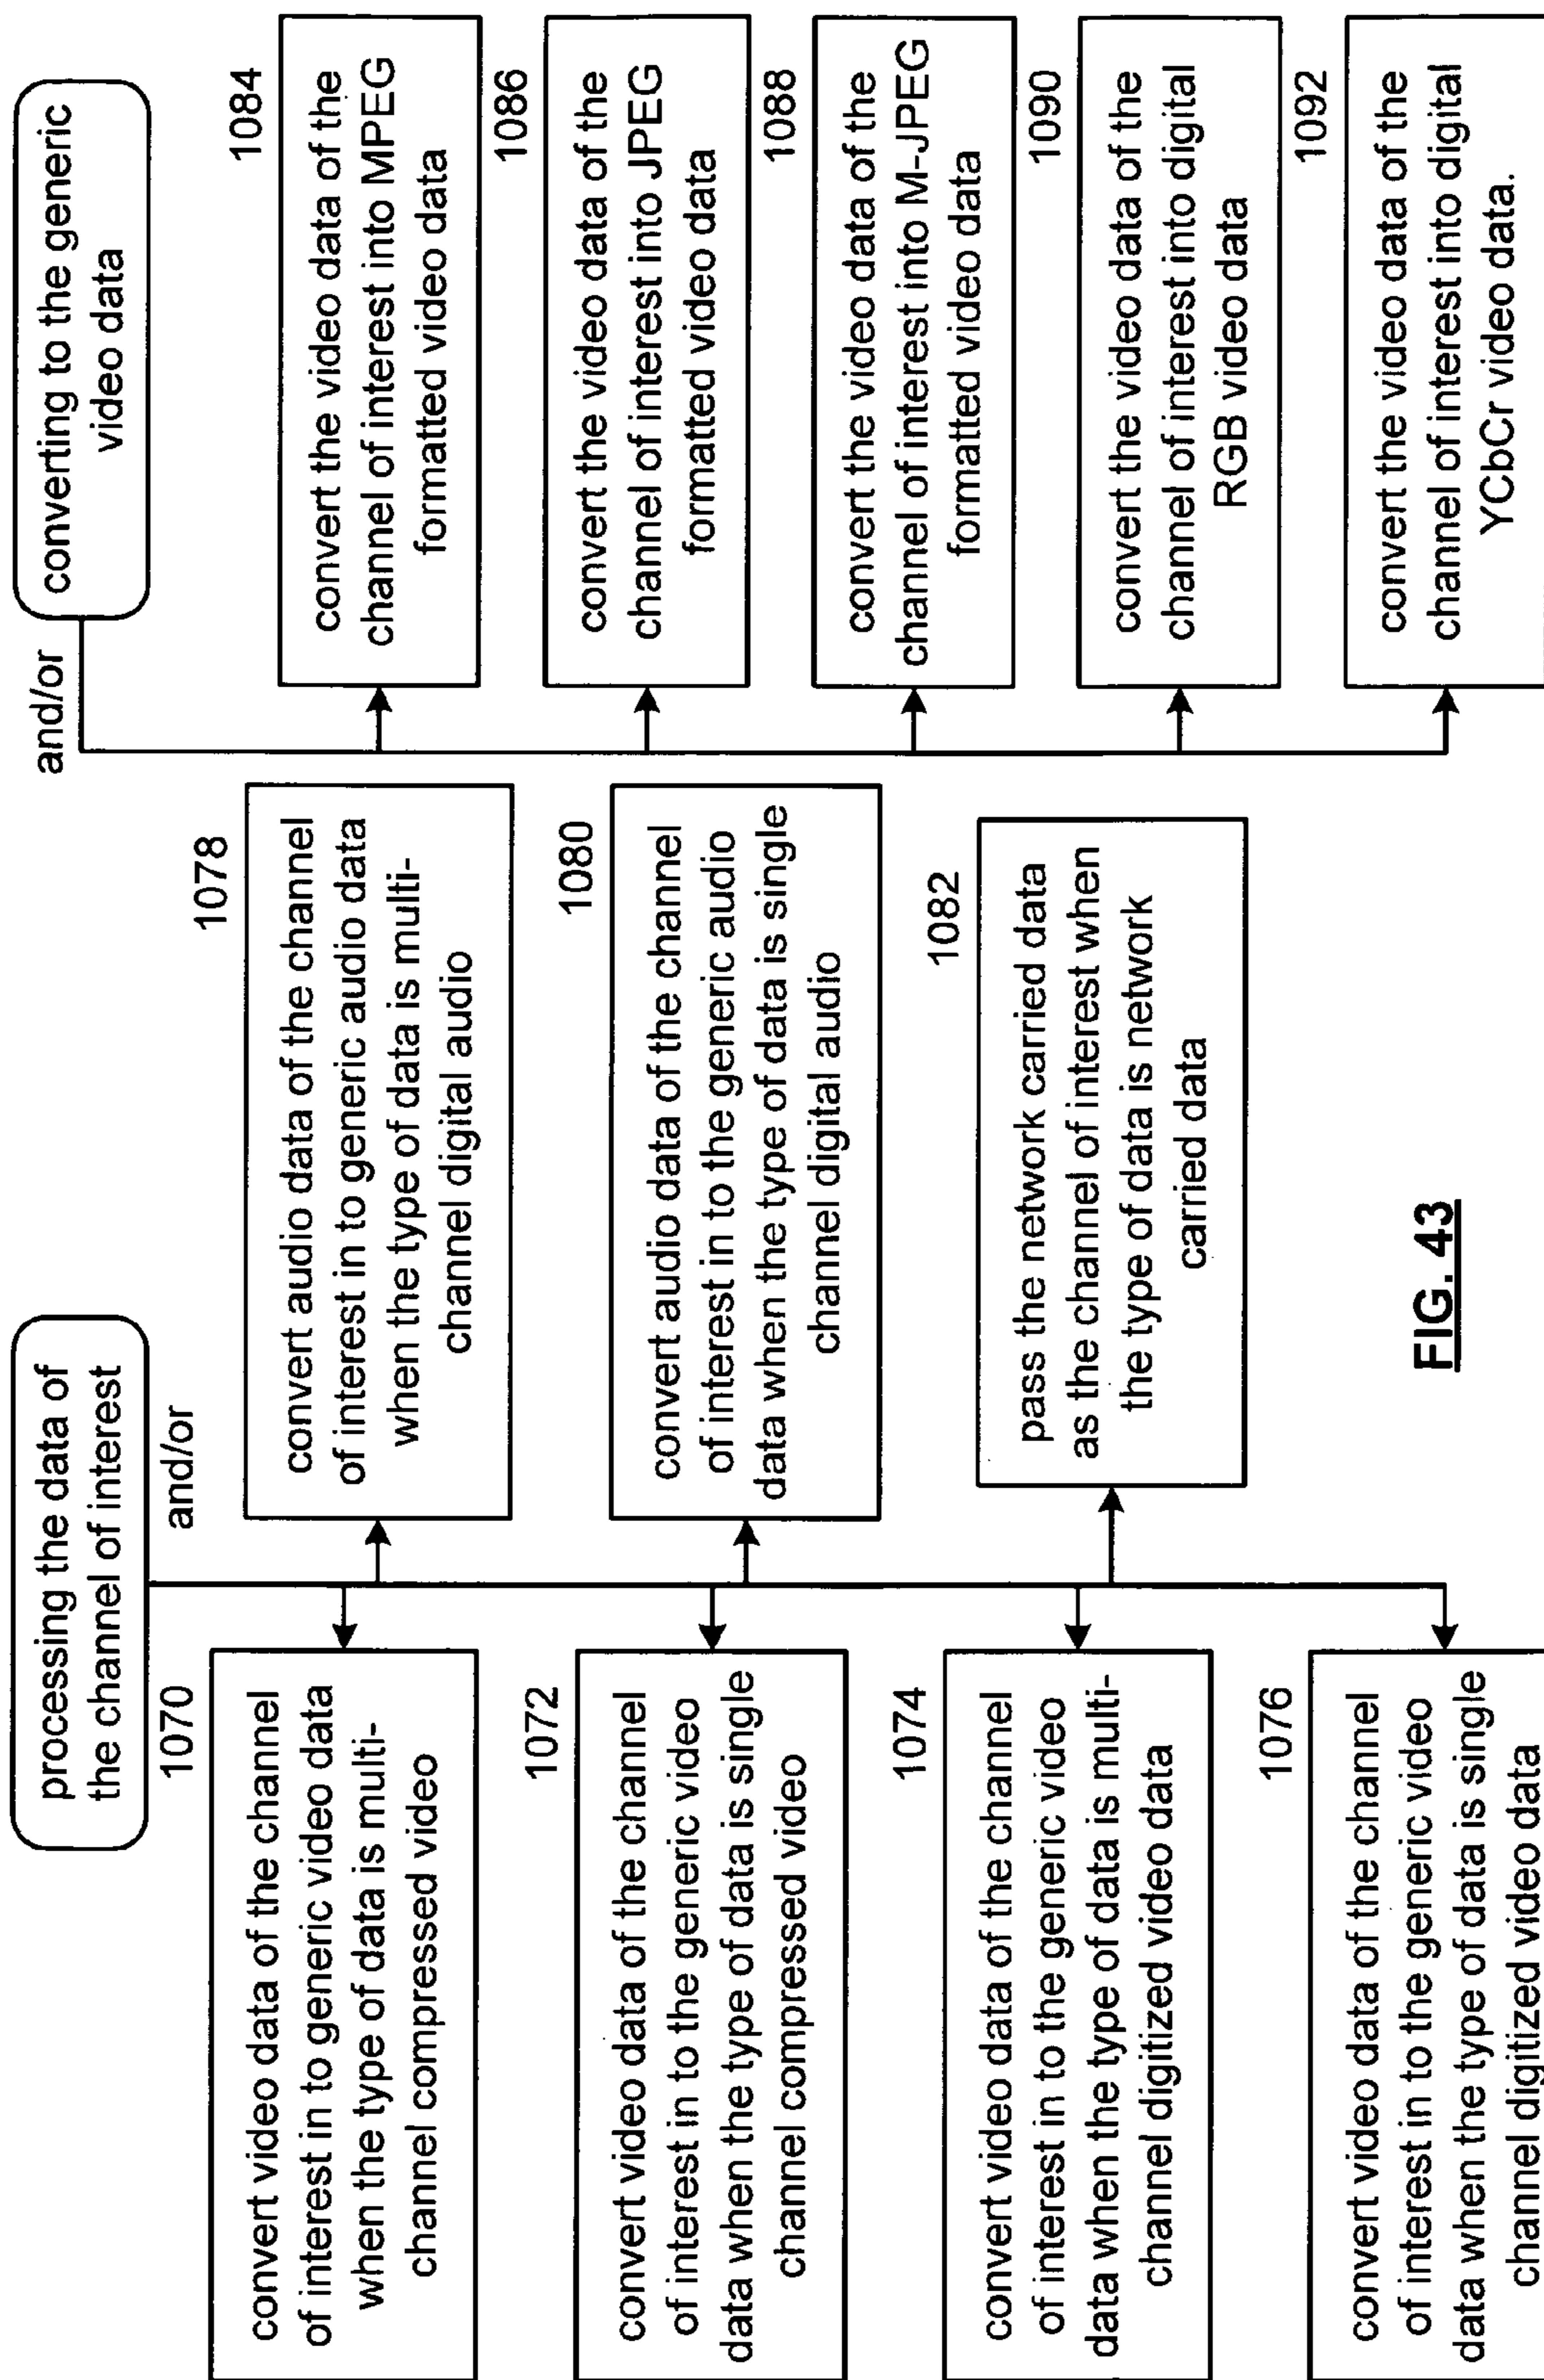 processing the data of
the channel of interest
and/or
1070
convert video data of the channel
of interest in to generic video data
when the type of data is multi-
channel compressed video
1072
convert video data of the channel
of interest in to the generic video
data when the type of data is single
channel compressed video
1074
convert video data of the channel
of interest in to the generic video
data when the type of data is multi-
channel digitized video data
1076
convert video data of the channel
of interest in to the generic video
data when the type of data is single
channel digitized video data
1078
convert audio data of the channel
of interest in to generic audio data
when the type of data is multi-
channel digital audio
1080
convert audio data of the channel
of interest in to the generic audio
data when the type of data is single
channel digital audio
1082
pass the network carried data
as the channel of interest when
the type of data is network
carried data
converting to the generic
video data
and/or
1084
convert the video data of the
channel of interest into MPEG
formatted video data
1086
convert the video data of the
channel of interest into JPEG
formatted video data
1088
convert the video data of the
channel of interest into M-JPEG
formatted video data
1090
convert the video data of the
channel of interest into digital
RGB video data
1092
convert the video data of the
channel of interest into digital
YCbCr video data.
FIG. 43